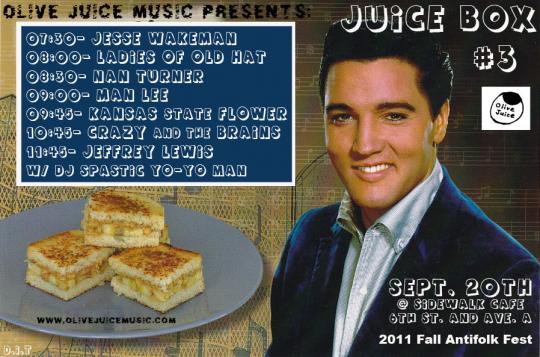 OLIVE JUICE MUSIC PRESENTS:
JUICE BOX
#3
07:30- JESSE WAKEMAN
08:00- LADIES OF OLD HAT
08:30- NAN TURNER
09:00- MAN LEE
09:45- KANSAS STATE FLOWER
10:45- CRAZY AND THE BRAINS
11:45- JEFFREY LEWIS
W/ DJ SPASTIC YO-YO MAN
Olive
Juice
SEPT. 20TH
@ SIDEWALK CAFE
6TH ST. AND AVE. A
2011 Fall Antifolk Fest
WWW.OLIVEJUICEMUSIC.COM
D.I.T